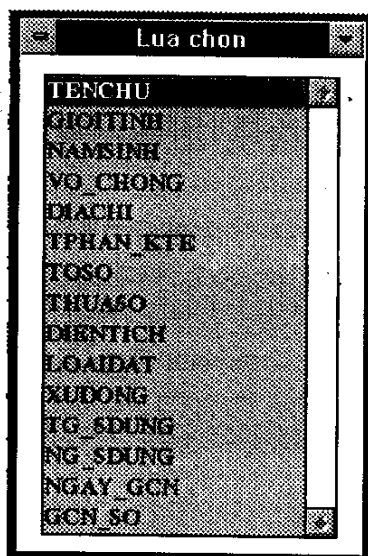 Lua chon
TENCHU
GIOITINH
NAMSINH
VO_CHONG
DIACHI
TPHAN_KTE
TOSO
THUASO
DIENTICH
LOAIDAT
XUDONG
TG_SDUNG
NG_SDUNG
NGAY_GCN
GCN_SO